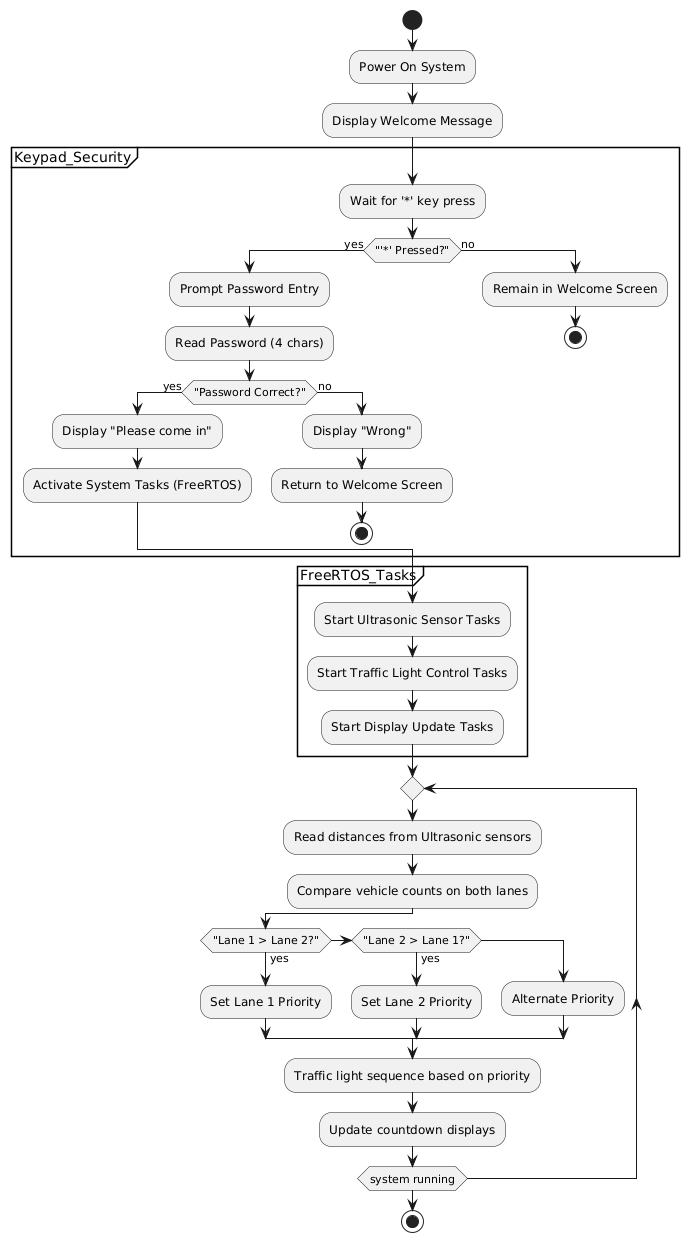 Power On System
Display Welcome Message
Keypad_Security
Wait for '*' key press
yes
"'*' Pressed?"
no
Prompt Password Entry
Remain in Welcome Screen
Read Password (4 chars)
yes
"Password Correct?"
no
Display "Please come in"
Display "Wrong"
Activate System Tasks (FreeRTOS)
Return to Welcome Screen
FreeRTOS_Tasks
Start Ultrasonic Sensor Tasks
Start Traffic Light Control Tasks
Start Display Update Tasks
Read distances from Ultrasonic sensors
Compare vehicle counts on both lanes
"Lane 1 > Lane 2?"
"Lane 2 > Lane 1?"
yes
yes
Set Lane 1 Priority
Set Lane 2 Priority
Alternate Priority
Traffic light sequence based on priority
Update countdown displays
system running